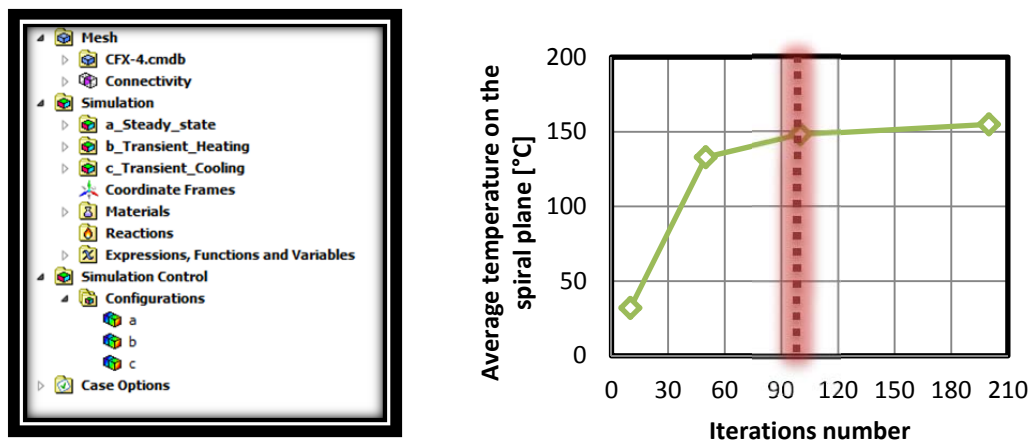 Mesh
CFX-4.cmdb
Connectivity
Simulation
a_Steady_state
b_Transient_Heating
c_Transient_Cooling
Coordinate Frames
Materials
Reactions
Expressions, Functions and Variables
Simulation Control
Configurations
a
b
c
Case Options
Average temperature on the
spiral plane [°C]
200
150
100
50
0
0 30 60 90 120 150 180 210
Iterations number